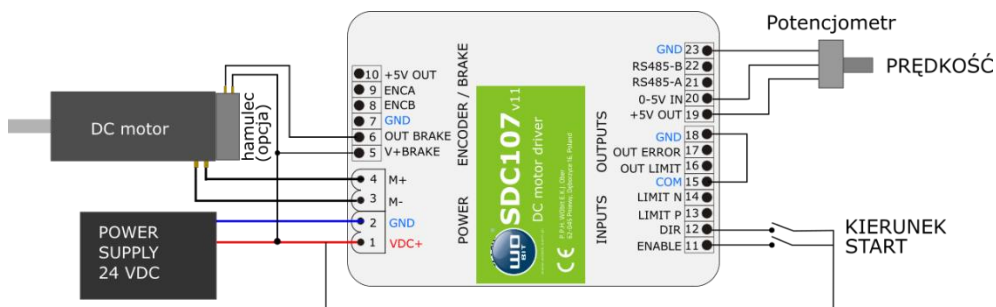 DC motor
hamulec
(opcja)
POWER
SUPPLY
24 VDC
10 +5V OUT
9 ENCA
8 ENCB
7 GND
6 OUT BRAKE
5 V+BRAKE
4 M+
3 M-
2 GND
1 VDC+
ENCODER / BRAKE
POWER
WObit
SDC107 v11
DC motor driver
CE
OUTPUTS
INPUTS
GND 23
RS485-B 22
RS485-A 21
0-5V IN 20
+5V OUT 19
GND 18
OUT ERROR 17
OUT LIMIT 16
COM 15
LIMIT N 14
LIMIT P 13
DIR 12
ENABLE 11
Potencjometr
PRĘDKOŚĆ
KIERUNEK
START